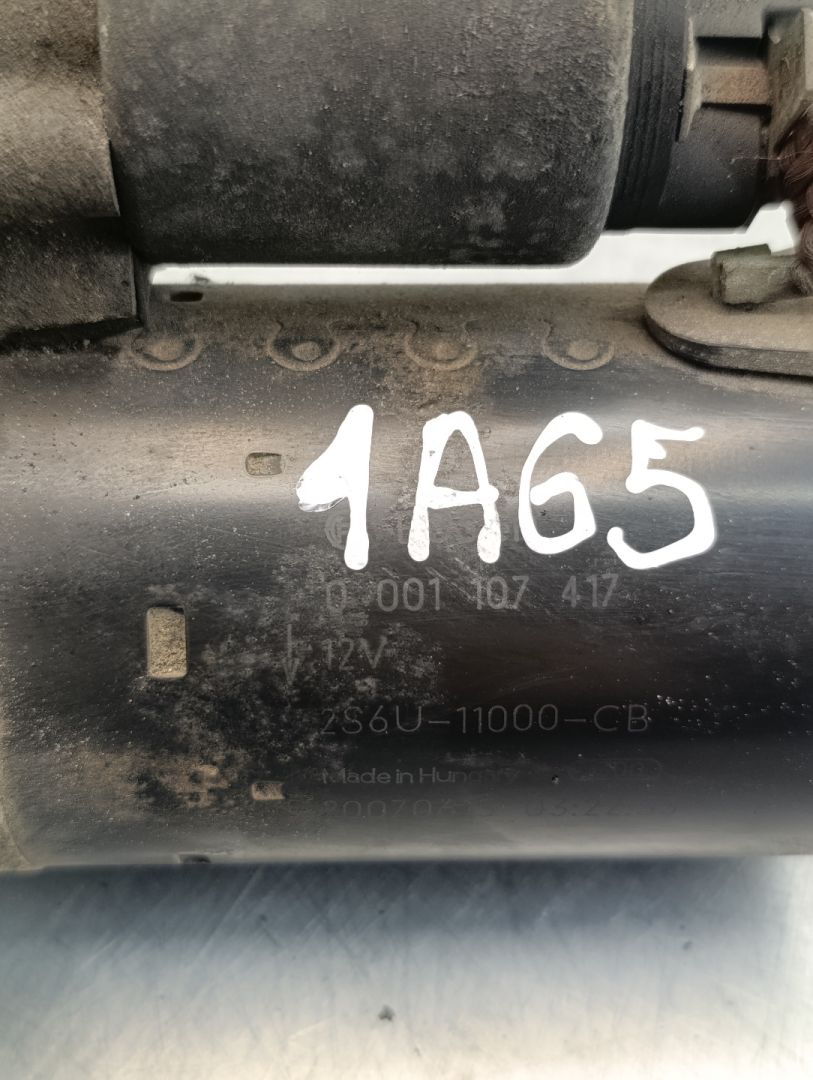 1AG5
0 001 107 417
12V
2S6U-11000-CB
Made in Hungary